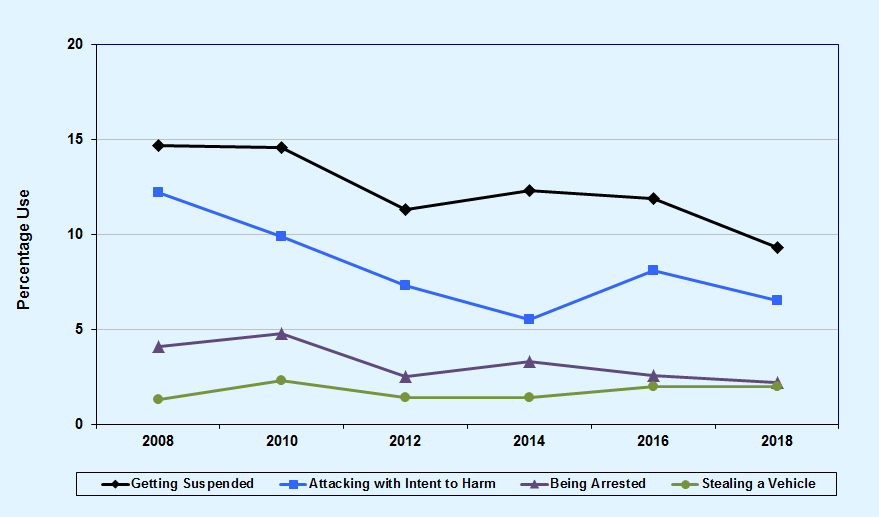 20
15
10
5
0
Percentage Use
2008 2010 2012 2014 2016 2018
Getting Suspended Attacking with Intent to Harm Being Arrested Stealing a Vehicle